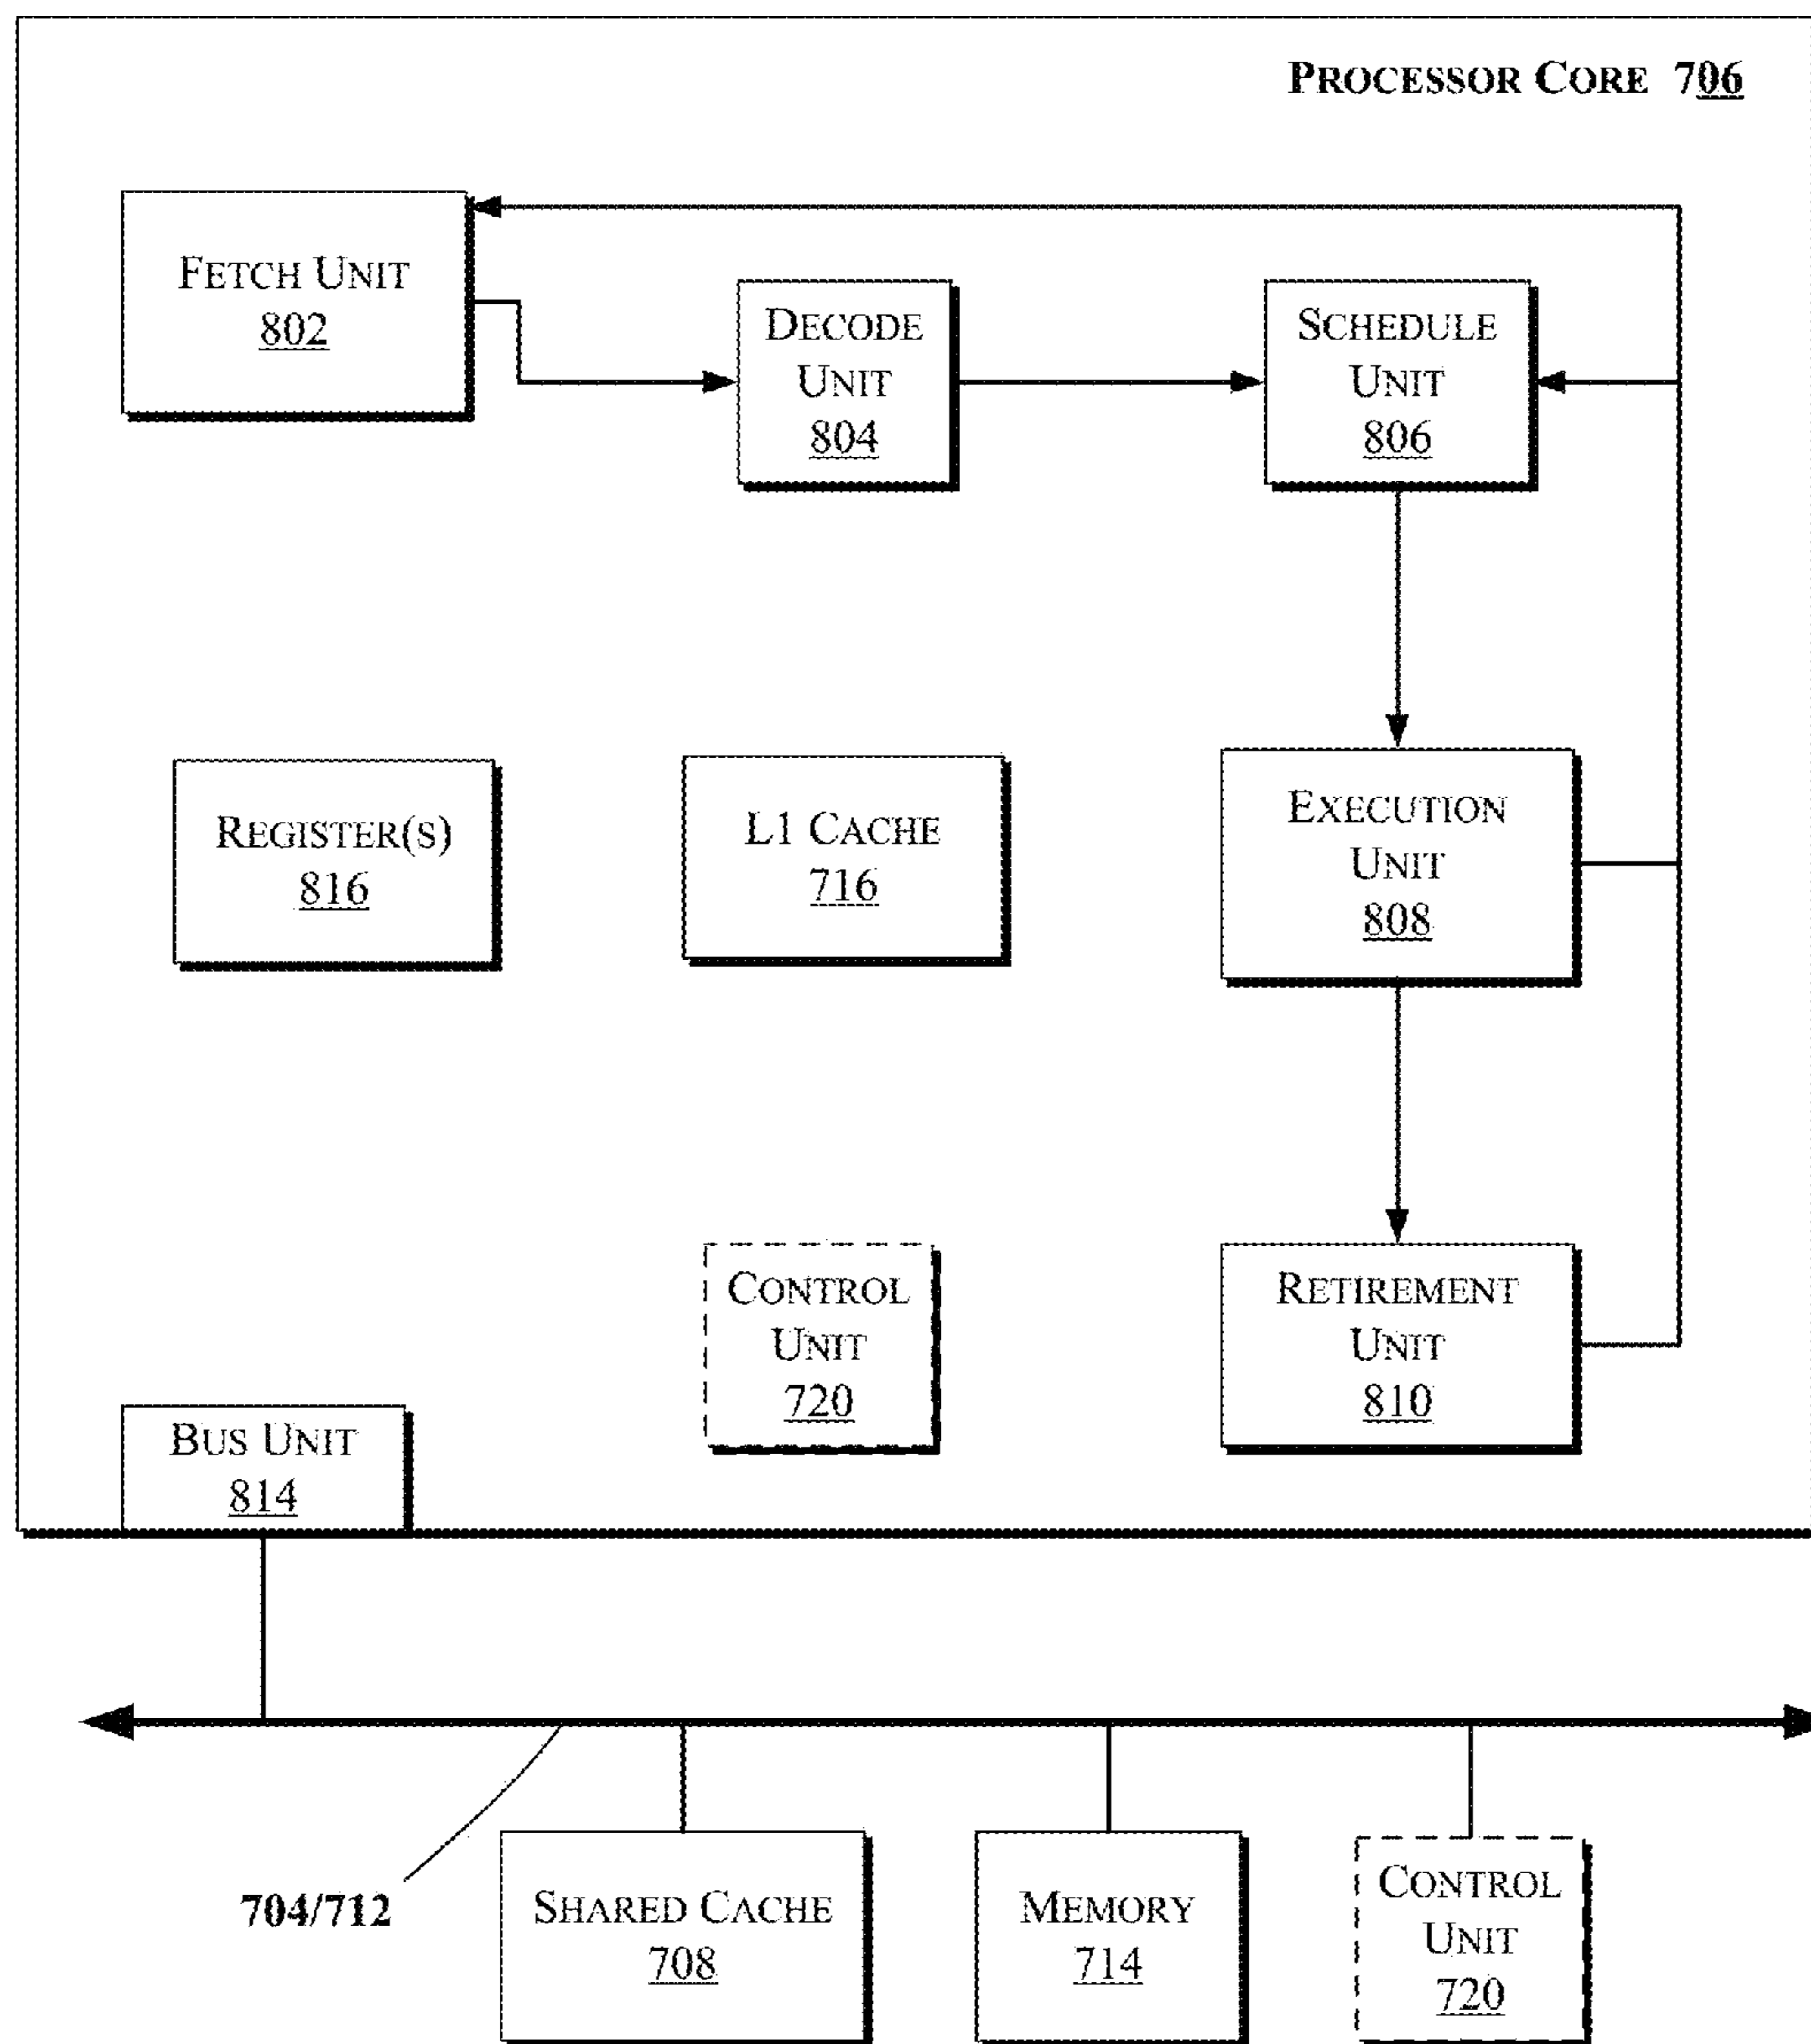 PROCESSOR CORE 706
FETCH UNIT
802
DECODE
UNIT
804
SCHEDULE
UNIT
806
REGISTER(S)
816
L1 CACHE
716
EXECUTION
UNIT
808
CONTROL
UNIT
720
RETIREMENT
UNIT
810
BUS UNIT
814
704/712
SHARED CACHE
708
MEMORY
714
CONTROL
UNIT
720